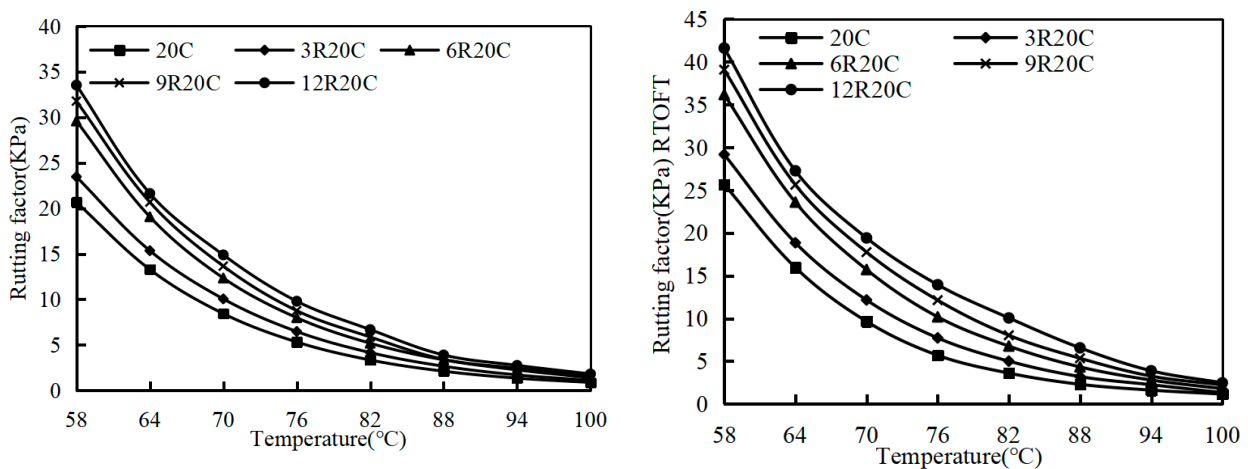 40
35
30
25
20
15
10
5
0
Rutting factor(KPa)
20C 3R20C 6R20C
9R20C 12R20C
58 64 70 76 82 88 94 100
Temperature(℃)
45
40
35
30
25
20
15
10
5
0
Rutting factor(KPa) RTOFT
20C 3R20C
6R20C 9R20C
12R20C
58 64 70 76 82 88 94 100
Temperature(℃)